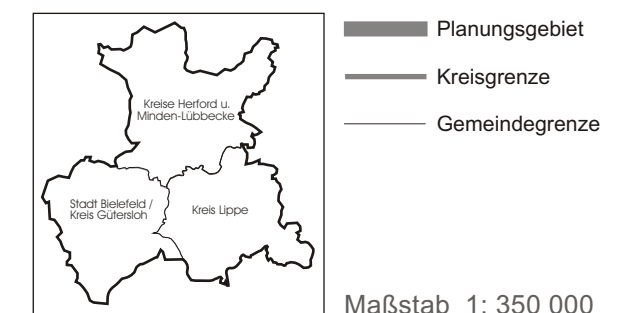 Kreise Herford u.
Minden-Lübbecke
Stadt Bielefeld /
Kreis Gütersloh
Kreis Lippe
Planungsgebiet
Kreisgrenze
Gemeindegrenze
Maßstab 1: 350 000